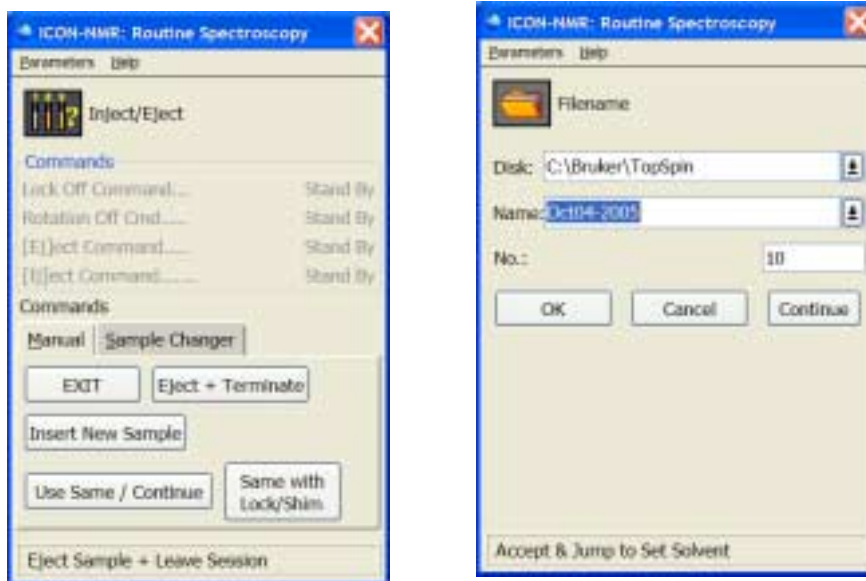 ICON-NMR: Routine Spectroscopy
Parameters Help
Inject/Eject
Commands
Lock Off Command.... Stand By
Rotation Off Cmd..... Stand By
[E]ject Command...... Stand By
[I]ject Command........ Stand By
Commands
Manual Sample Changer
EXIT Eject + Terminate
Insert New Sample
Use Same / Continue Same with
Lock/Shim
Eject Sample + Leave Session
ICON-NMR: Routine Spectroscopy
Parameters Help
Filename
Disk: C:\Bruker\TopSpin
Name: Oct04-2005
No.: 10
OK Cancel Continue
Accept & Jump to Set Solvent